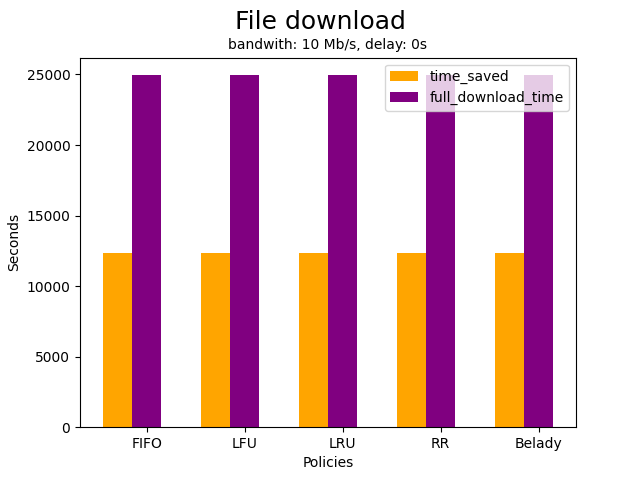 File download
bandwith: 10 Mb/s, delay: 0s
time_saved
full_download_time
25000
20000
15000
10000
5000
0
Seconds
FIFO LFU LRU RR Belady
Policies